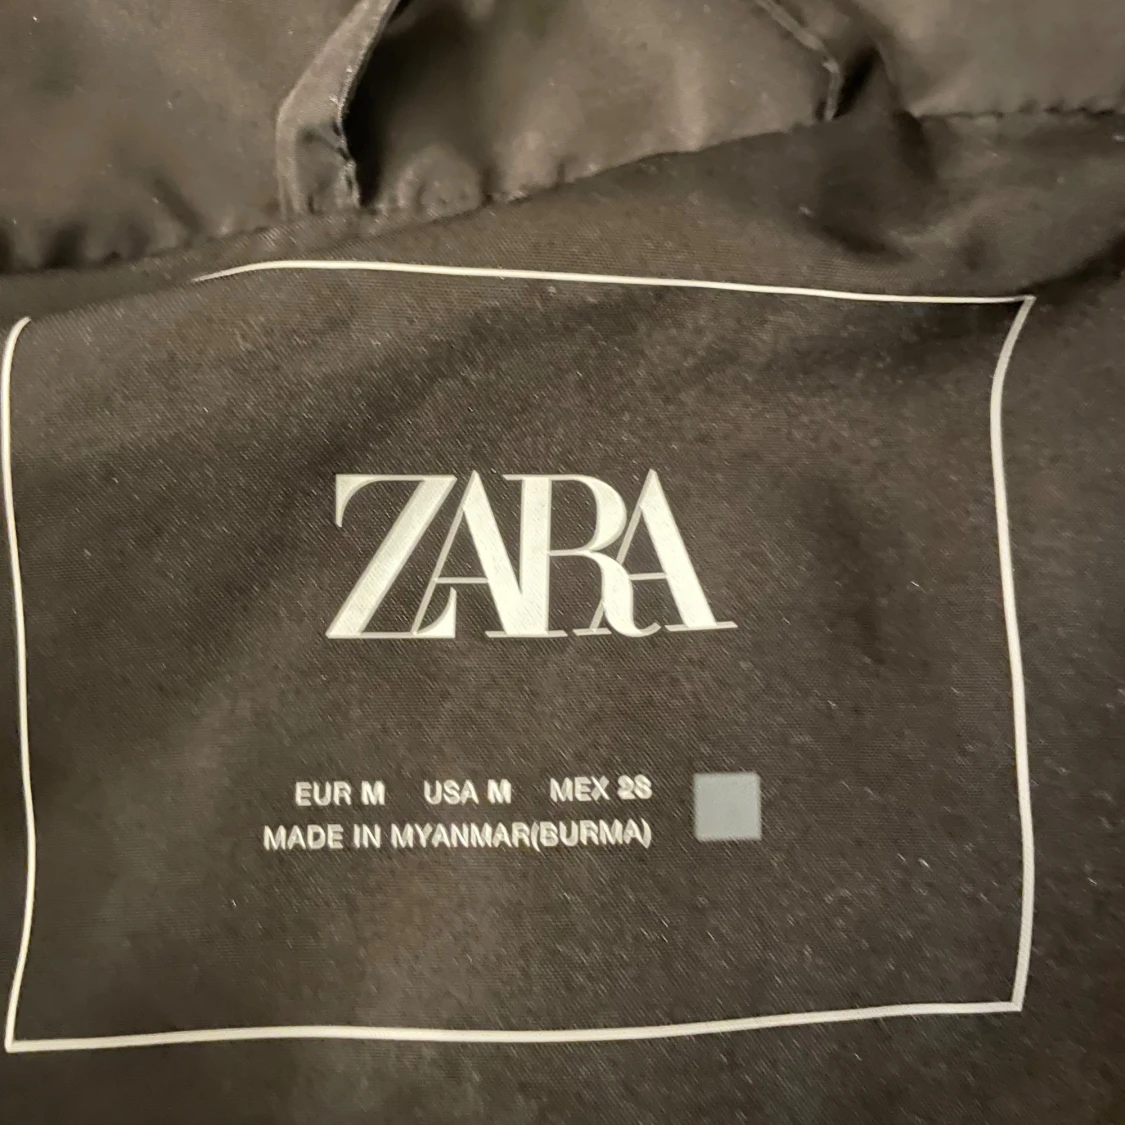 ZARA
EUR M USA M MEX 28
MADE IN MYANMAR(BURMA)